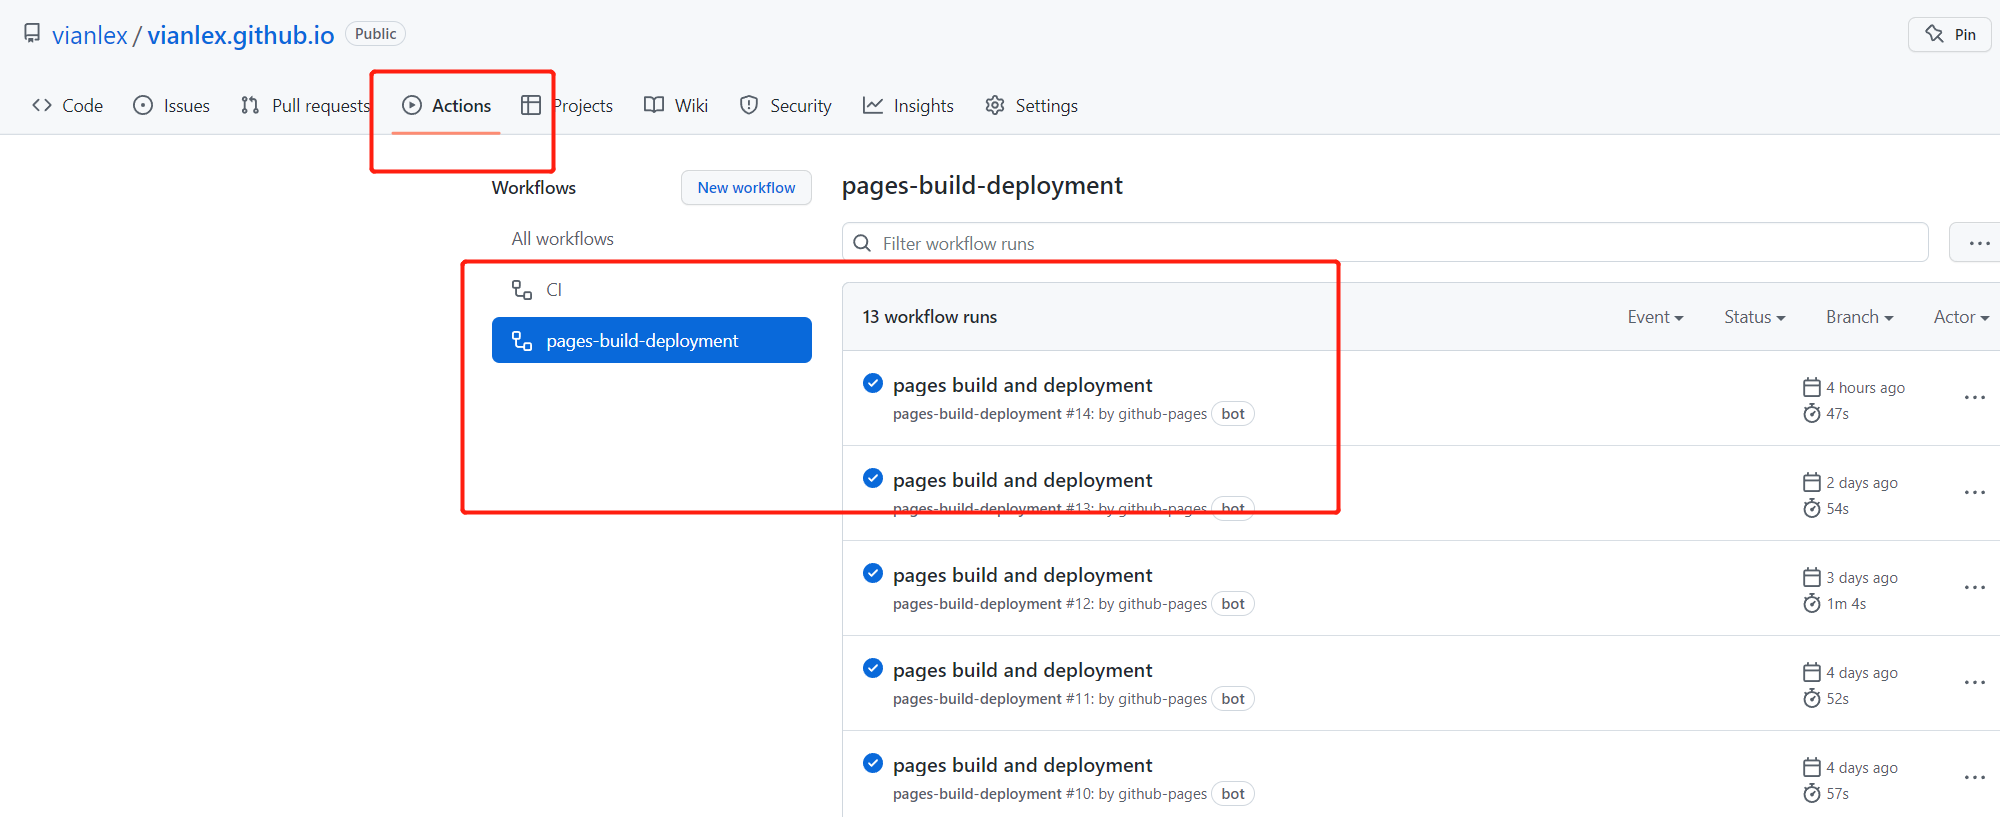 vianlex / vianlex.github.io Public
Pin
Code Issues Pull requests Actions Projects Wiki Security Insights Settings
Workflows
New workflow
All workflows
CI
pages-build-deployment
pages-build-deployment
Filter workflow runs
13 workflow runs
Event Status Branch Actor
pages build and deployment
pages-build-deployment #14: by github-pages bot
4 hours ago
47s
pages build and deployment
pages-build-deployment #13: by github-pages bot
2 days ago
54s
pages build and deployment
pages-build-deployment #12: by github-pages bot
3 days ago
1m 4s
pages build and deployment
pages-build-deployment #11: by github-pages bot
4 days ago
52s
pages build and deployment
pages-build-deployment #10: by github-pages bot
4 days ago
57s